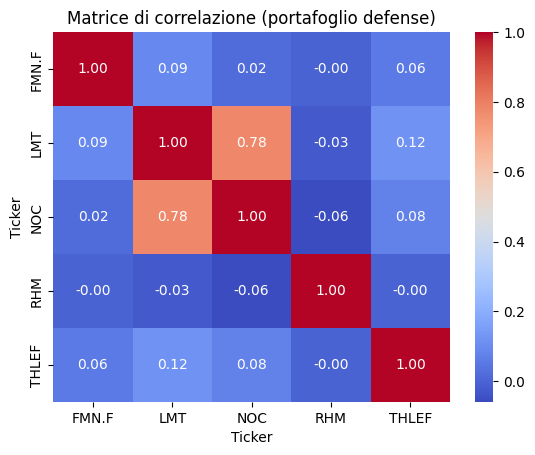 Matrice di correlazione (portafoglio defense)
FMN.F 1.00 0.09 0.02 -0.00 0.06
LMT 0.09 1.00 0.78 -0.03 0.12
NOC 0.02 0.78 1.00 -0.06 0.08
RHM -0.00 -0.03 -0.06 1.00 -0.00
THLEF 0.06 0.12 0.08 -0.00 1.00
Ticker
FMN.F LMT NOC RHM THLEF
Ticker
1.0
0.8
0.6
0.4
0.2
0.0